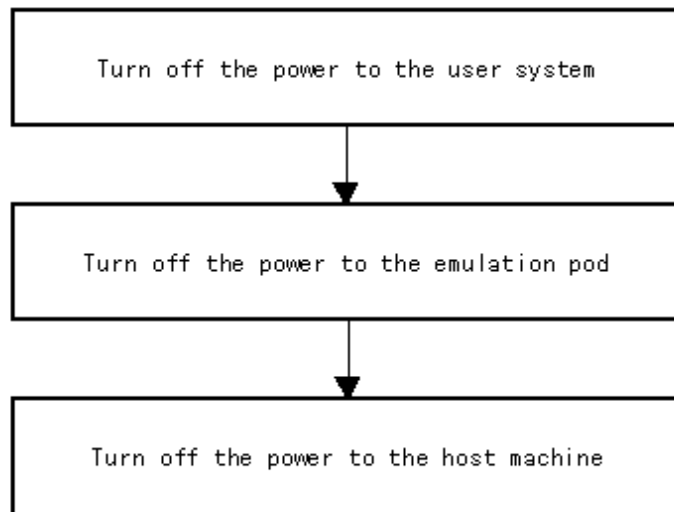 Turn off the power to the user system
Turn off the power to the emulation pod
Turn off the power to the host machine